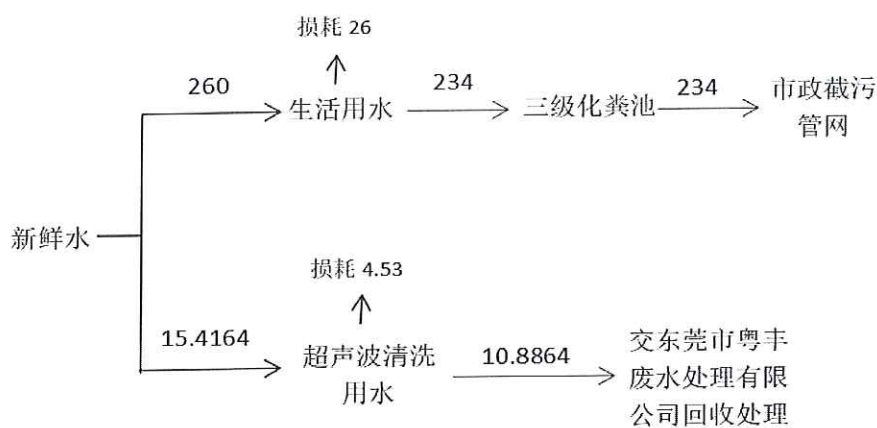 损耗 26
260
生活用水
234
三级化粪池
234
市政截污
管网
新鲜水
损耗 4.53
15.4164
超声波清洗
用水
10.8864
交东莞市粤丰
废水处理有限
公司回收处理